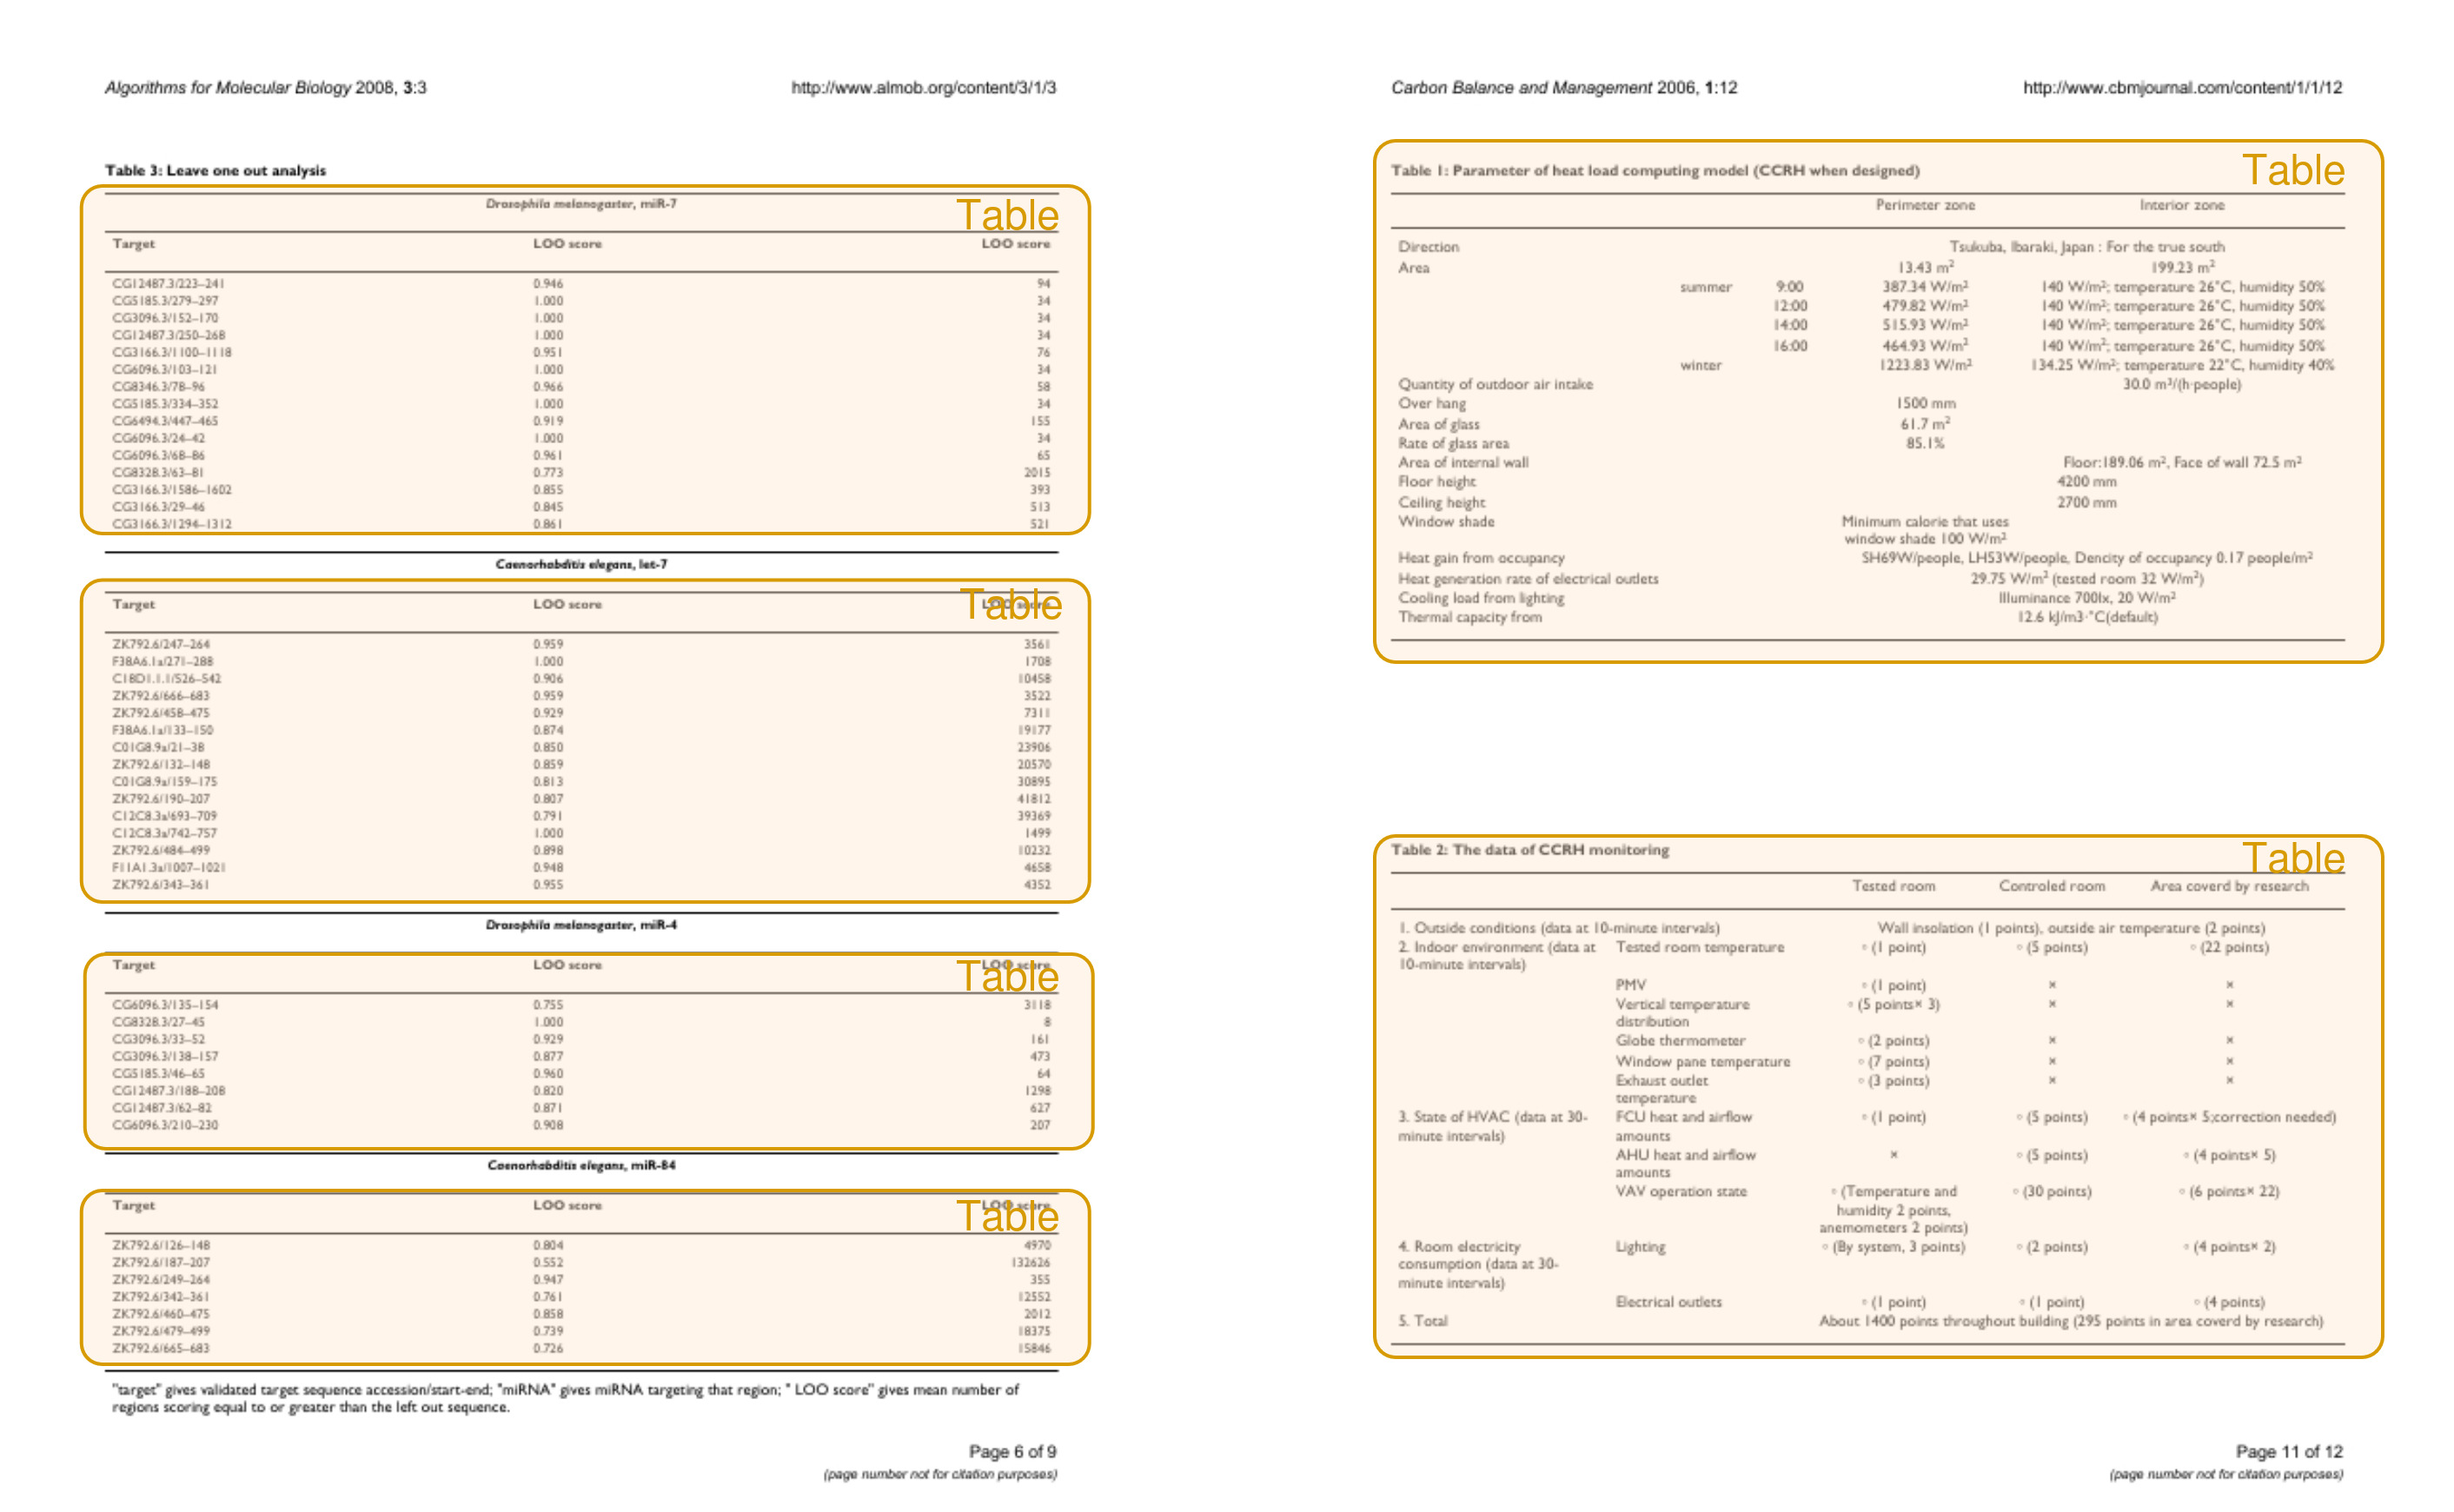 Algorithms for Molecular Biology 2008, 3:3 http://www.almob.org/content/3/1/3
Table 3: Leave one out analysis
Table
Drosophila melanogaster, miR-7
Target LOO score LOO score
CG12487.3/223–241 0.946 94
CG5185.3/279–297 1.000 34
CG3096.3/152–170 1.000 34
CG12487.3/250–268 1.000 34
CG3166.3/1100–1118 0.951 76
CG6096.3/103–121 1.000 34
CG8346.3/78–96 0.966 58
CG5185.3/334–352 1.000 34
CG6494.3/447–465 0.919 155
CG6096.3/24–42 1.000 34
CG6096.3/68–86 0.961 65
CG8328.3/63–81 0.773 2015
CG3166.3/1586–1602 0.855 393
CG3166.3/29–46 0.845 513
CG3166.3/1294–1312 0.861 521
Caenorhabditis elegans, let-7
Table
Target LOO score LOO score
ZK792.6/247–264 0.959 3561
F38A6.1a/271–288 1.000 1708
C18D1.1.1/526–542 0.906 10458
ZK792.6/666–683 0.959 3522
ZK792.6/458–475 0.929 7311
F38A6.1a/133–150 0.874 19177
C01G8.9a/21–38 0.850 23906
ZK792.6/132–148 0.859 20570
C01G8.9a/159–175 0.813 30895
ZK792.6/190–207 0.807 41812
C12C8.3a/693–709 0.791 39369
C12C8.3a/742–757 1.000 1499
ZK792.6/484–499 0.898 10232
F11A1.3a/1007–1021 0.948 4658
ZK792.6/343–361 0.955 4352
Drosophila melanogaster, miR-4
Table
Target LOO score LOO score
CG6096.3/135–154 0.755 3118
CG8328.3/27–45 1.000 8
CG3096.3/33–52 0.929 161
CG3096.3/138–157 0.877 473
CG5185.3/46–65 0.960 64
CG12487.3/188–208 0.820 1298
CG12487.3/62–82 0.871 627
CG6096.3/210–230 0.908 207
Caenorhabditis elegans, miR-84
Table
Target LOO score LOO score
ZK792.6/126–148 0.804 4970
ZK792.6/187–207 0.552 132626
ZK792.6/249–264 0.947 355
ZK792.6/342–361 0.761 12552
ZK792.6/460–475 0.858 2012
ZK792.6/479–499 0.739 18375
ZK792.6/665–683 0.726 15846
"target" gives validated target sequence accession/start-end; "miRNA" gives miRNA targeting that region; " LOO score" gives mean number of
regions scoring equal to or greater than the left out sequence.
Page 6 of 9
(page number not for citation purposes)
Carbon Balance and Management 2006, 1:12 http://www.cbmjournal.com/content/1/1/12
Table 1: Parameter of heat load computing model (CCRH when designed)
Table
Perimeter zone Interior zone
Direction Tsukuba, Ibaraki, Japan : For the true south
Area 13.43 m² 199.23 m²
summer 9:00 387.34 W/m² 140 W/m²; temperature 26°C, humidity 50%
12:00 479.82 W/m² 140 W/m²; temperature 26°C, humidity 50%
14:00 515.93 W/m² 140 W/m²; temperature 26°C, humidity 50%
16:00 464.93 W/m² 140 W/m²; temperature 26°C, humidity 50%
winter 1223.83 W/m² 134.25 W/m²; temperature 22°C, humidity 40%
Quantity of outdoor air intake 30.0 m³/(h·people)
Over hang 1500 mm
Area of glass 61.7 m²
Rate of glass area 85.1%
Area of internal wall Floor:189.06 m², Face of wall 72.5 m²
Floor height 4200 mm
Ceiling height 2700 mm
Window shade Minimum calorie that uses
window shade 100 W/m²
Heat gain from occupancy SH69W/people, LH53W/people, Dencity of occupancy 0.17 people/m²
Heat generation rate of electrical outlets 29.75 W/m² (tested room 32 W/m²)
Cooling load from lighting Illuminance 700lx, 20 W/m²
Thermal capacity from 12.6 kJ/m3·°C(default)
Table 2: The data of CCRH monitoring
Table
Tested room Controled room Area coverd by research
1. Outside conditions (data at 10-minute intervals) Wall insolation (1 points), outside air temperature (2 points)
2. Indoor environment (data at Tested room temperature ◦ (1 point) ◦ (5 points) ◦ (22 points)
10-minute intervals)
PMV ◦ (1 point) × ×
Vertical temperature ◦ (5 points× 3) × ×
distribution
Globe thermometer ◦ (2 points) × ×
Window pane temperature ◦ (7 points) × ×
Exhaust outlet ◦ (3 points) × ×
temperature
3. State of HVAC (data at 30- FCU heat and airflow ◦ (1 point) ◦ (5 points) ◦ (4 points× 5;correction needed)
minute intervals) amounts
AHU heat and airflow × ◦ (5 points) ◦ (4 points× 5)
amounts
VAV operation state ◦ (Temperature and ◦ (30 points) ◦ (6 points× 22)
humidity 2 points,
anemometers 2 points)
4. Room electricity Lighting ◦ (By system, 3 points) ◦ (2 points) ◦ (4 points× 2)
consumption (data at 30-
minute intervals)
Electrical outlets ◦ (1 point) ◦ (1 point) ◦ (4 points)
5. Total About 1400 points throughout building (295 points in area coverd by research)
Page 11 of 12
(page number not for citation purposes)